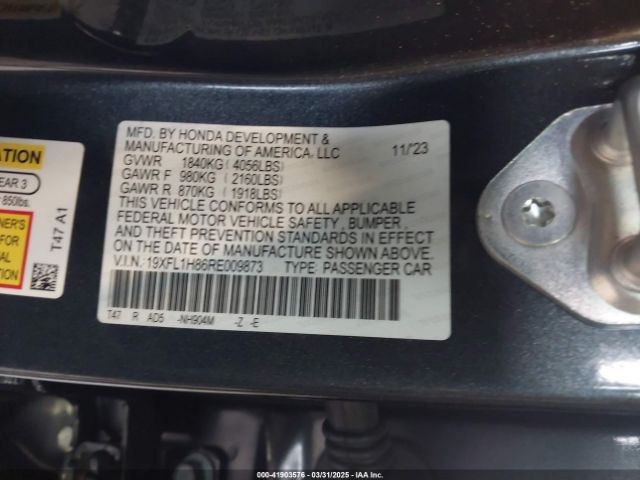 MFD. BY HONDA DEVELOPMENT &
MANUFACTURING OF AMERICA, LLC 11/'23
GVWR 1840KG ( 4056LBS)
GAWR F 980KG ( 2160LBS)
GAWR R 870KG ( 1918LBS)
THIS VEHICLE CONFORMS TO ALL APPLICABLE
FEDERAL MOTOR VEHICLE SAFETY , BUMPER ,
AND THEFT PREVENTION STANDARDS IN EFFECT
ON THE DATE OF MANUFACTURE SHOWN ABOVE.
V.I.N.: 19XFL1H86RE009873 TYPE: PASSENGER CAR
T47 R AD5 -NH904M -Z -E
ATION
EAR 3
850lbs.
NER'S
FOR
NAL
ATION
T47 A1
000-41903576 - 03/31/2025 - IAA Inc.